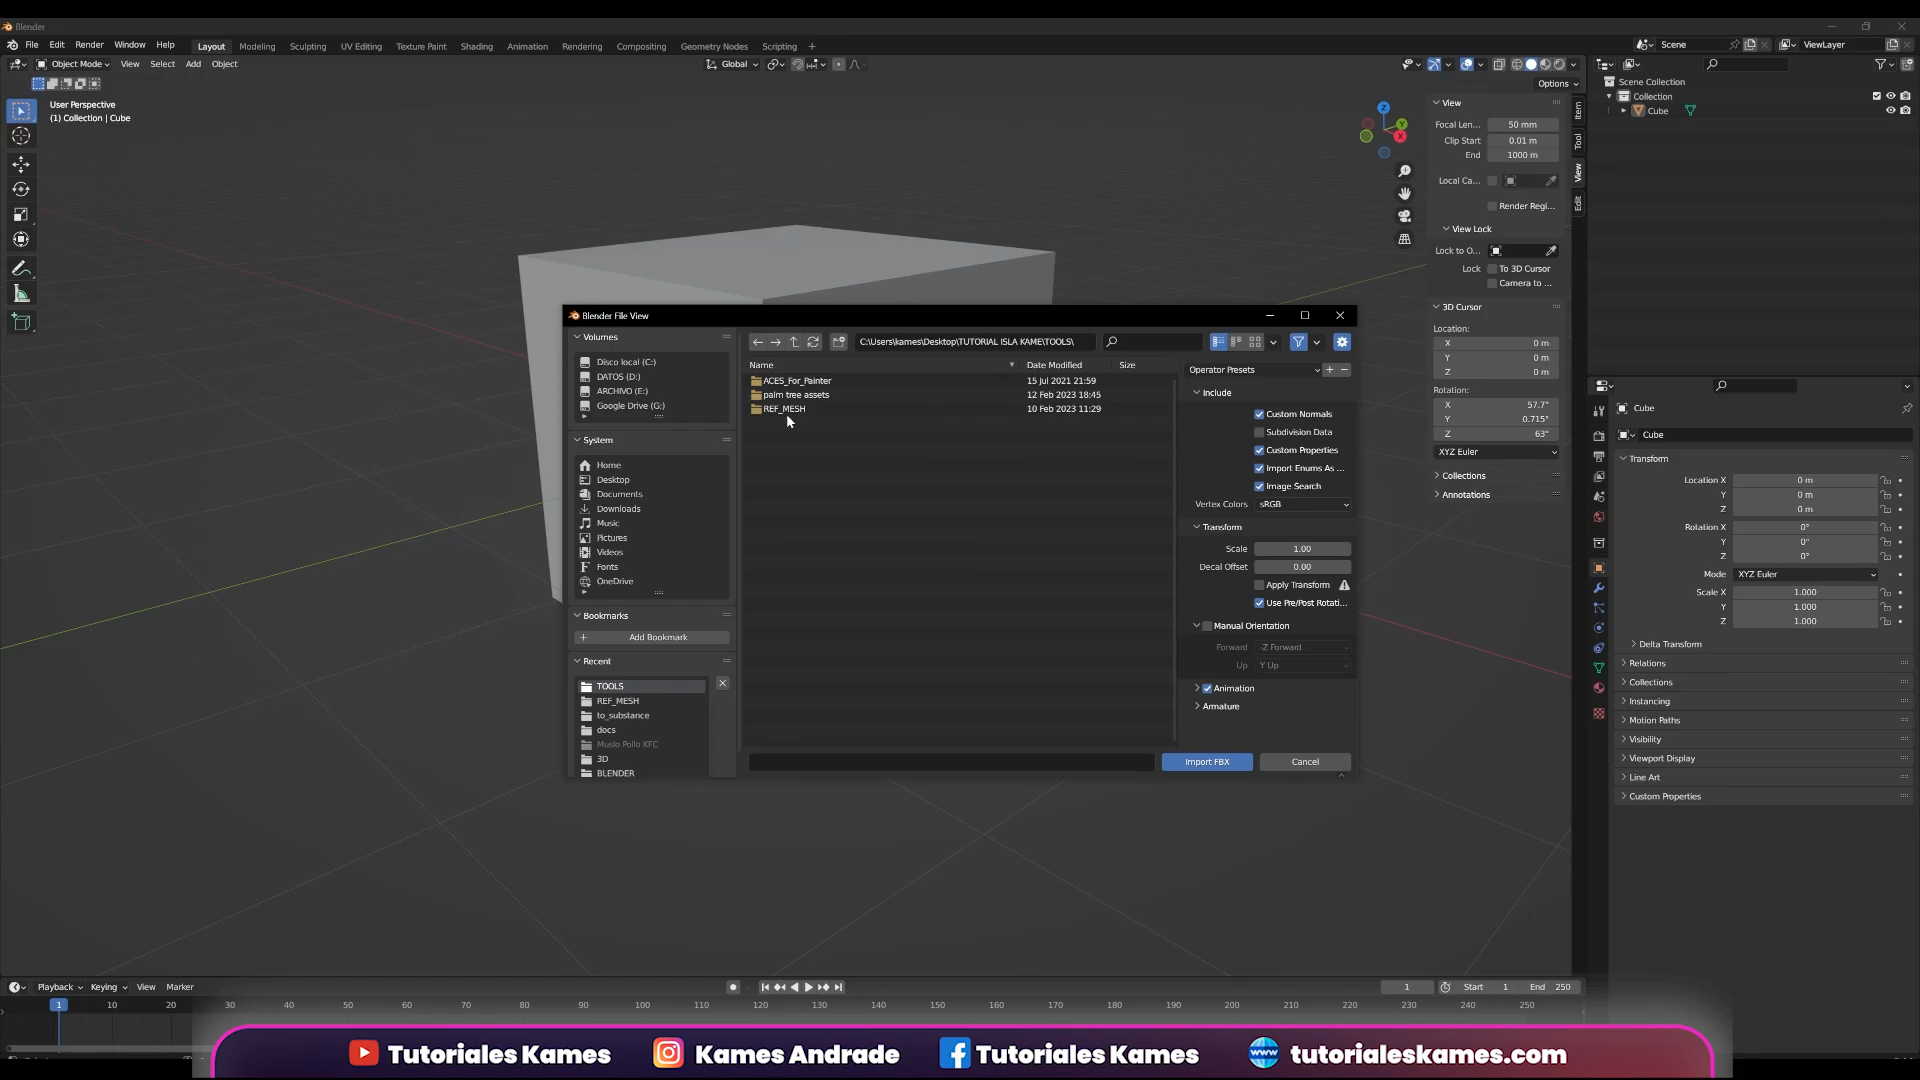 Blender
File Edit Render Window Help Layout Modeling Sculpting UV Editing Texture Paint Shading Animation Rendering Compositing Geometry Nodes Scripting + Scene ViewLayer
Object Mode View Select Add Object Global
Options
User Perspective
(1) Collection | Cube
Z
Y
X
View
Focal Len... 50 mm
Clip Start 0.01 m
End 1000 m
Local Ca...
Render Regi...
View Lock
Lock to O...
Lock To 3D Cursor
Camera to ...
3D Cursor
Location:
X 0 m
Y 0 m
Z 0 m
Rotation:
X 57.7°
Y 0.715°
Z 63°
XYZ Euler
Collections
Annotations
Item
Tool
View
Edit
Scene Collection
Collection
Cube
Cube
Cube
Transform
Location X 0 m
Y 0 m
Z 0 m
Rotation X 0°
Y 0°
Z 0°
Mode XYZ Euler
Scale X 1.000
Y 1.000
Z 1.000
Delta Transform
Relations
Collections
Instancing
Motion Paths
Visibility
Viewport Display
Line Art
Custom Properties
Blender File View
Volumes
Disco local (C:)
DATOS (D:)
ARCHIVO (E:)
Google Drive (G:)
System
Home
Desktop
Documents
Downloads
Music
Pictures
Videos
Fonts
OneDrive
Bookmarks
Add Bookmark
Recent
TOOLS
REF_MESH
to_substance
docs
Muslo Pollo KFC
3D
BLENDER
C:\Users\kames\Desktop\TUTORIAL ISLA KAME\TOOLS\
Name Date Modified Size
ACES_For_Painter 15 Jul 2021 21:59
palm tree assets 12 Feb 2023 18:45
REF_MESH 10 Feb 2023 11:29
Operator Presets
Include
Custom Normals
Subdivision Data
Custom Properties
Import Enums As ...
Image Search
Vertex Colors sRGB
Transform
Scale 1.00
Decal Offset 0.00
Apply Transform
Use Pre/Post Rotati...
Manual Orientation
Forward -Z Forward
Up Y Up
Animation
Armature
Import FBX Cancel
Playback Keying View Marker 1 Start 1 End 250
1 10 20 30 40 50 60 70 80 90 100 110 120 130 140 150 160 170 180 190 200 210 220 230 240 250
Tutoriales Kames Kames Andrade Tutoriales Kames www tutorialeskames.com